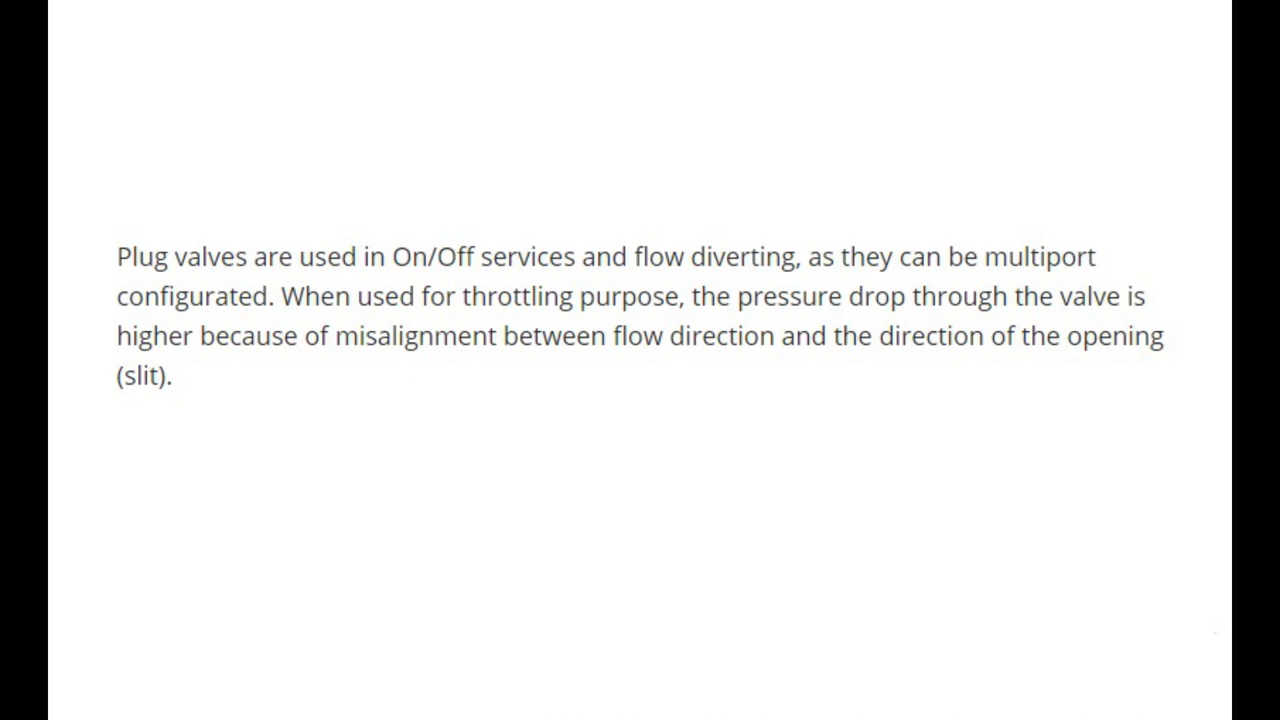 Plug valves are used in On/Off services and flow diverting, as they can be multiport
configurated. When used for throttling purpose, the pressure drop through the valve is
higher because of misalignment between flow direction and the direction of the opening
(slit).